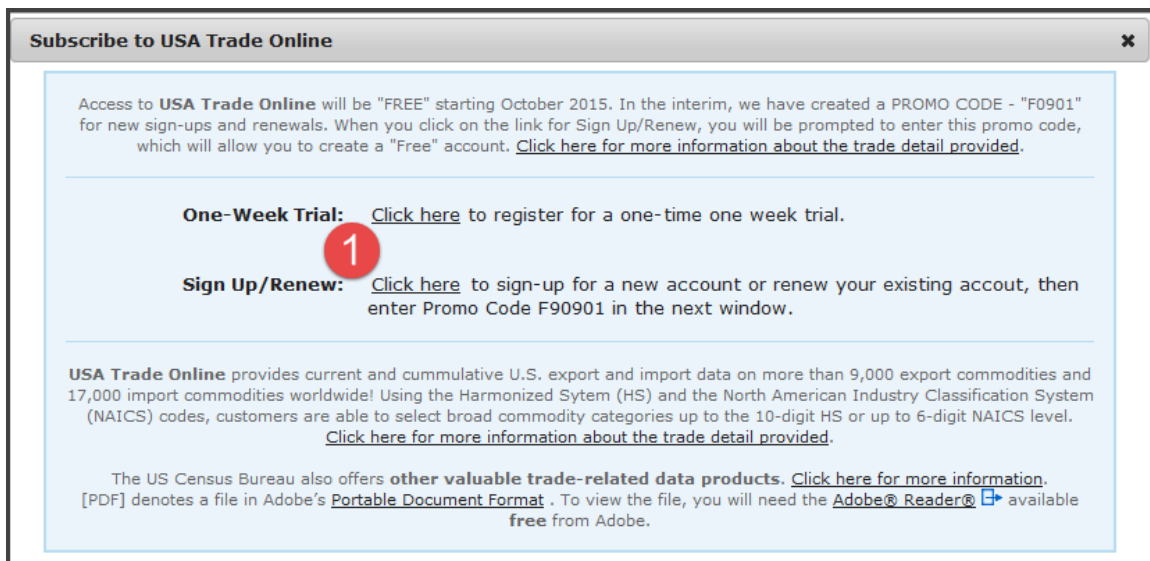 Subscribe to USA Trade Online
Access to USA Trade Online will be "FREE" starting October 2015. In the interim, we have created a PROMO CODE - "F0901"
for new sign-ups and renewals. When you click on the link for Sign Up/Renew, you will be prompted to enter this promo code,
which will allow you to create a "Free" account. Click here for more information about the trade detail provided.
One-Week Trial: Click here to register for a one-time one week trial.
1
Sign Up/Renew: Click here to sign-up for a new account or renew your existing accout, then
enter Promo Code F90901 in the next window.
USA Trade Online provides current and cummulative U.S. export and import data on more than 9,000 export commodities and
17,000 import commodities worldwide! Using the Harmonized Sytem (HS) and the North American Industry Classification System
(NAICS) codes, customers are able to select broad commodity categories up to the 10-digit HS or up to 6-digit NAICS level.
Click here for more information about the trade detail provided.
The US Census Bureau also offers other valuable trade-related data products. Click here for more information.
[PDF] denotes a file in Adobe's Portable Document Format . To view the file, you will need the Adobe® Reader® available
free from Adobe.